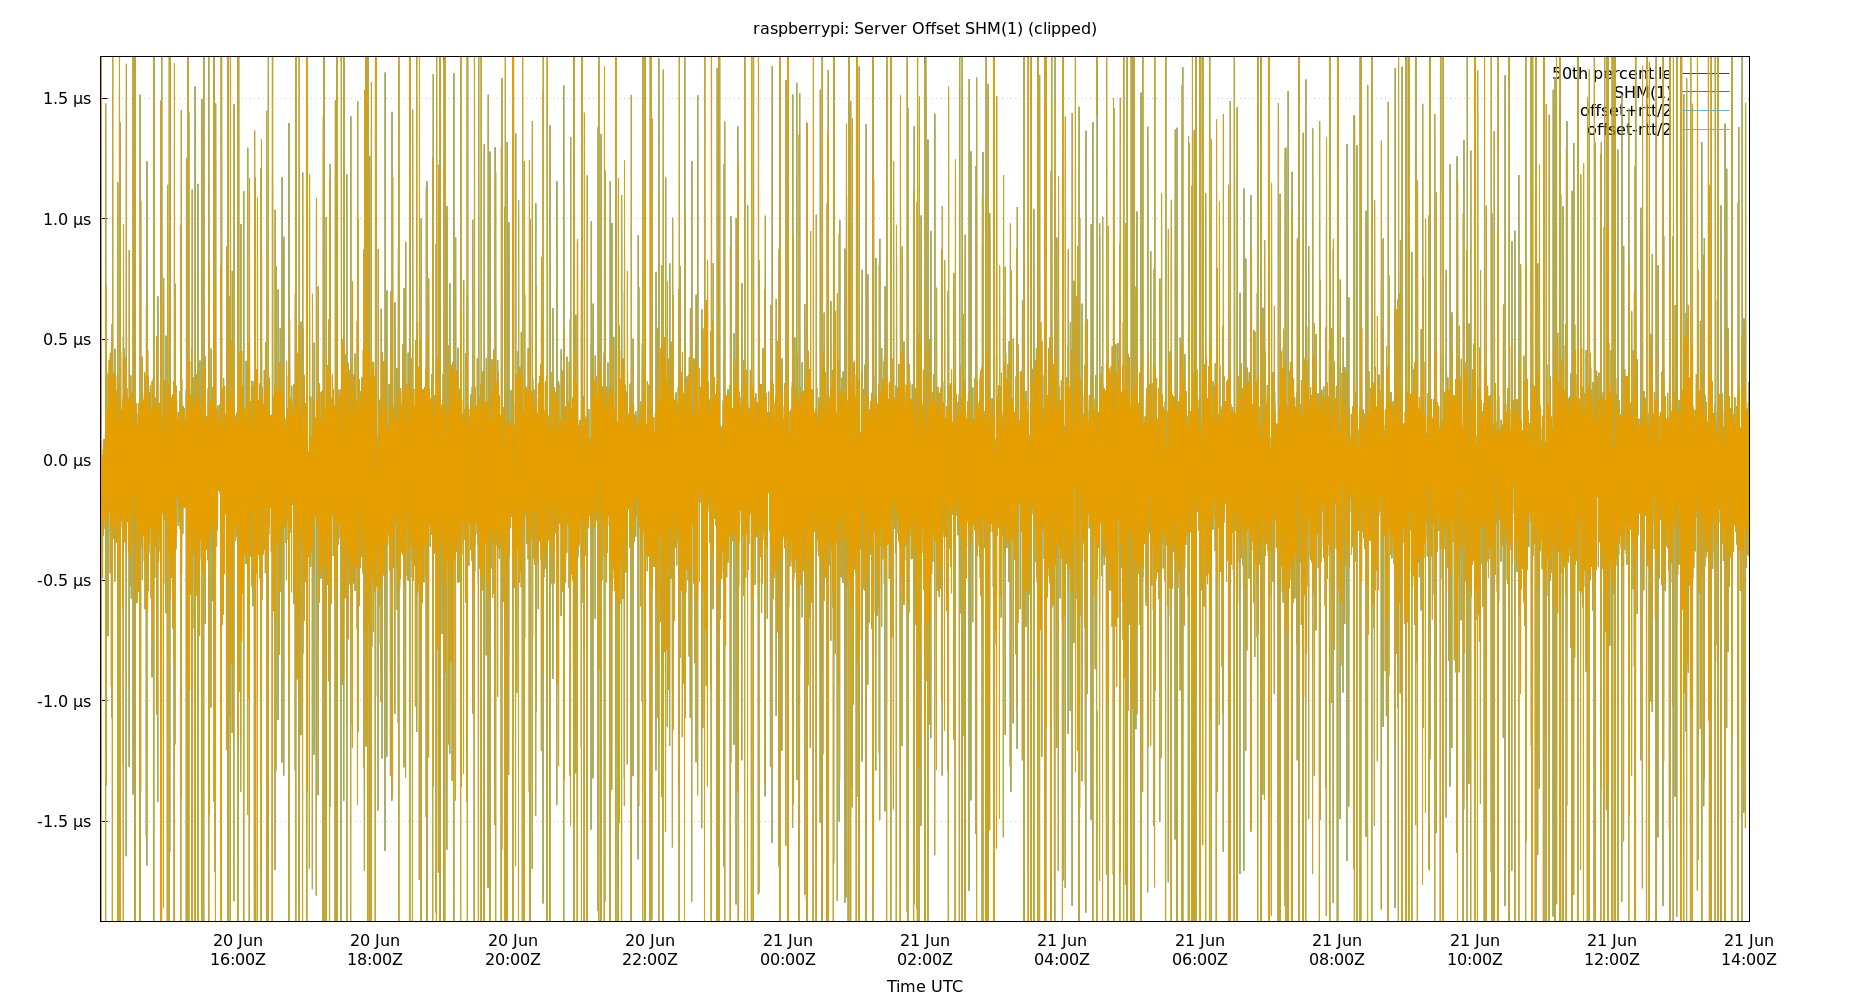 raspberrypi: Server Offset SHM(1) (clipped)
50th percentile
SHM(1)
offset+rtt/2
offset-rtt/2
1.5 µs
1.0 µs
0.5 µs
0.0 µs
-0.5 µs
-1.0 µs
-1.5 µs
20 Jun 20 Jun 20 Jun 20 Jun 21 Jun 21 Jun 21 Jun 21 Jun 21 Jun 21 Jun 21 Jun 21 Jun
16:00Z 18:00Z 20:00Z 22:00Z 00:00Z 02:00Z 04:00Z 06:00Z 08:00Z 10:00Z 12:00Z 14:00Z
Time UTC